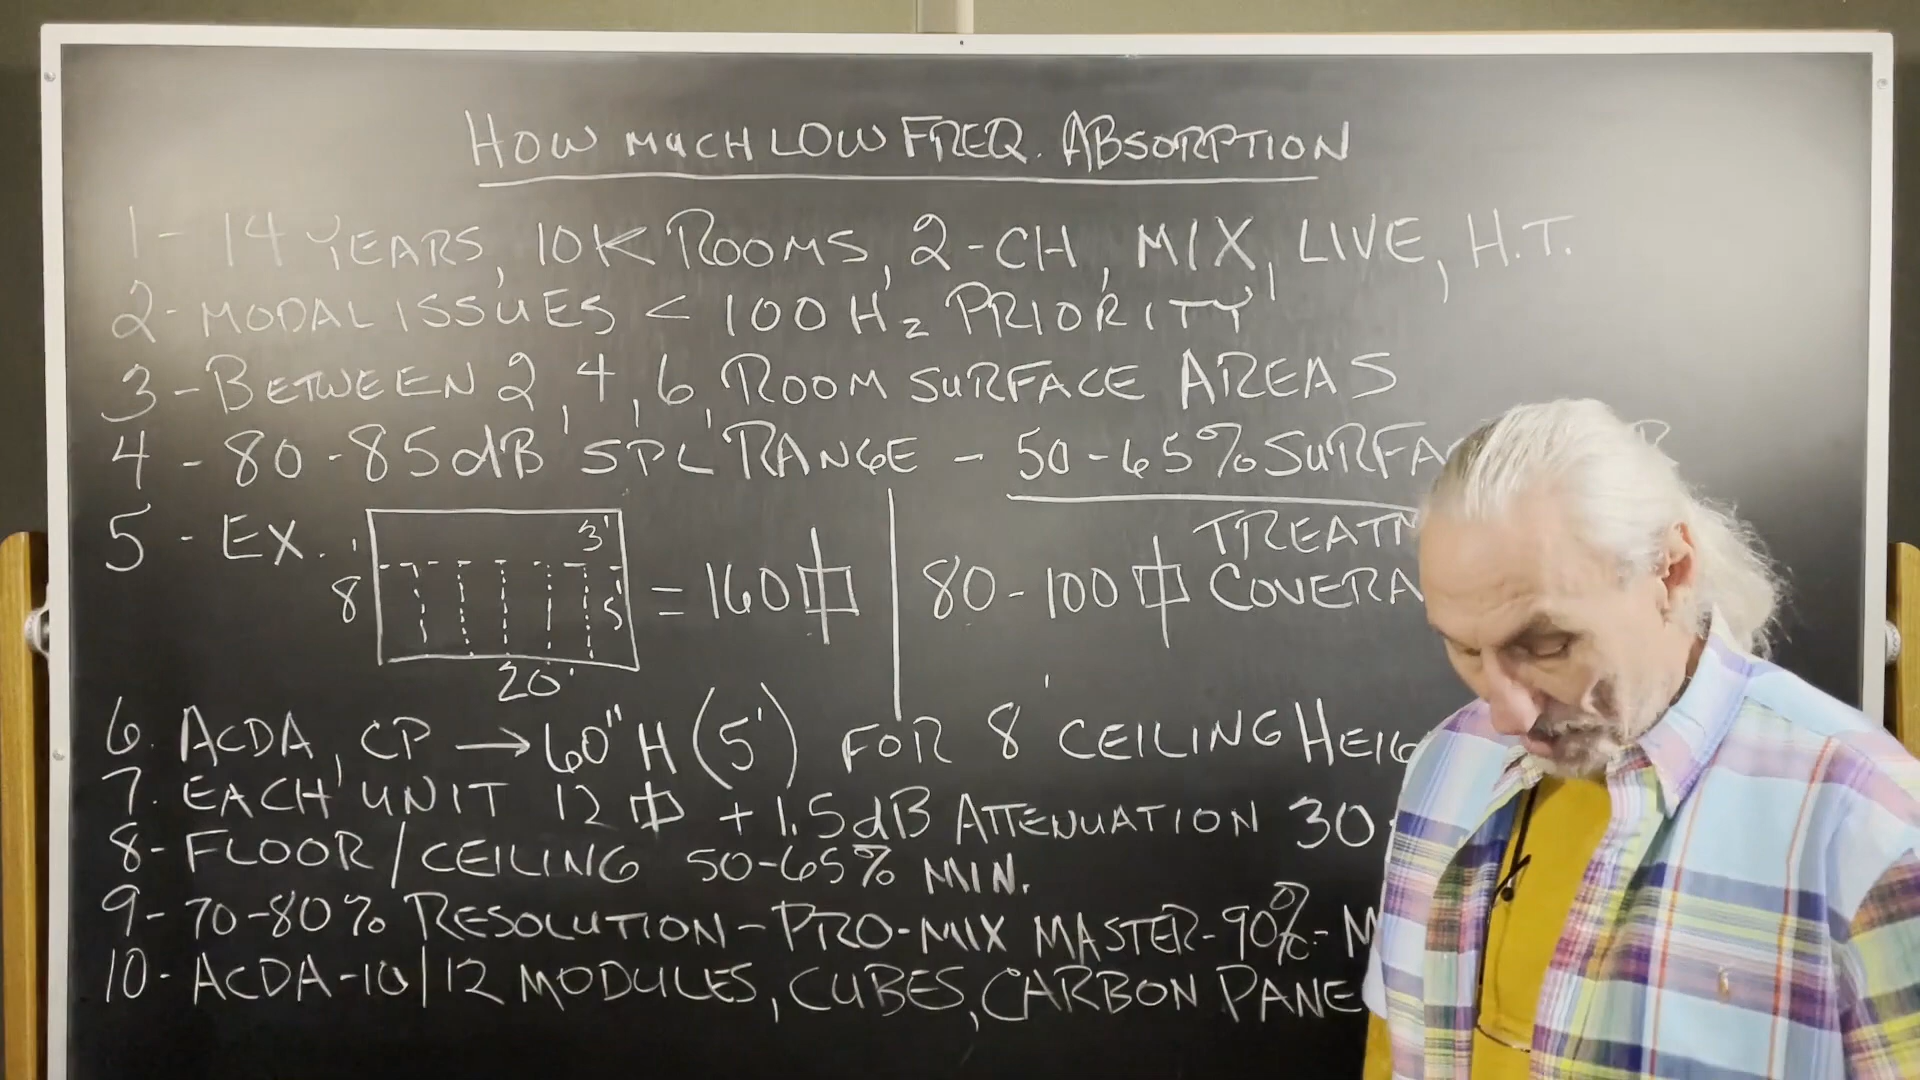 HOW MUCH LOW FREQ. ABSORPTION
1- 14 YEARS, 10K ROOMS, 2-CH, MIX, LIVE, H.T.
2- MODAL ISSUES < 100 Hz PRIORITY
3- BETWEEN 2, 4, 6, ROOM SURFACE AREAS
4 - 80-85dB SPL RANGE - 50-65% SURFA
5 - EX. 8' 3' 5 20' = 160 80-100 TREATM COVERA
6. ACDA, CP → 60" H (5') FOR 8' CEILING HEIG
7. EACH UNIT 12 + 1.5dB ATTENUATION 30-
8- FLOOR/CEILING 50-65% MIN.
9- 70-80% RESOLUTION - PRO-MIX MASTER-90%- M
10- ACDA-10/12 MODULES, CUBES, CARBON PANE